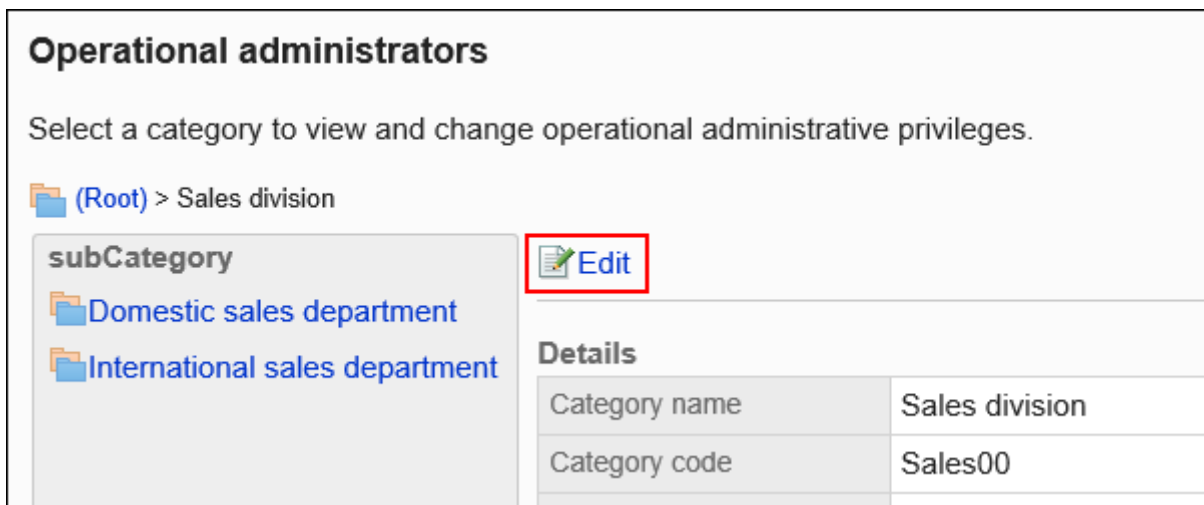 Operational administrators
Select a category to view and change operational administrative privileges.
(Root) > Sales division
subCategory
Domestic sales department
International sales department
Edit
Details
Category name Sales division
Category code Sales00